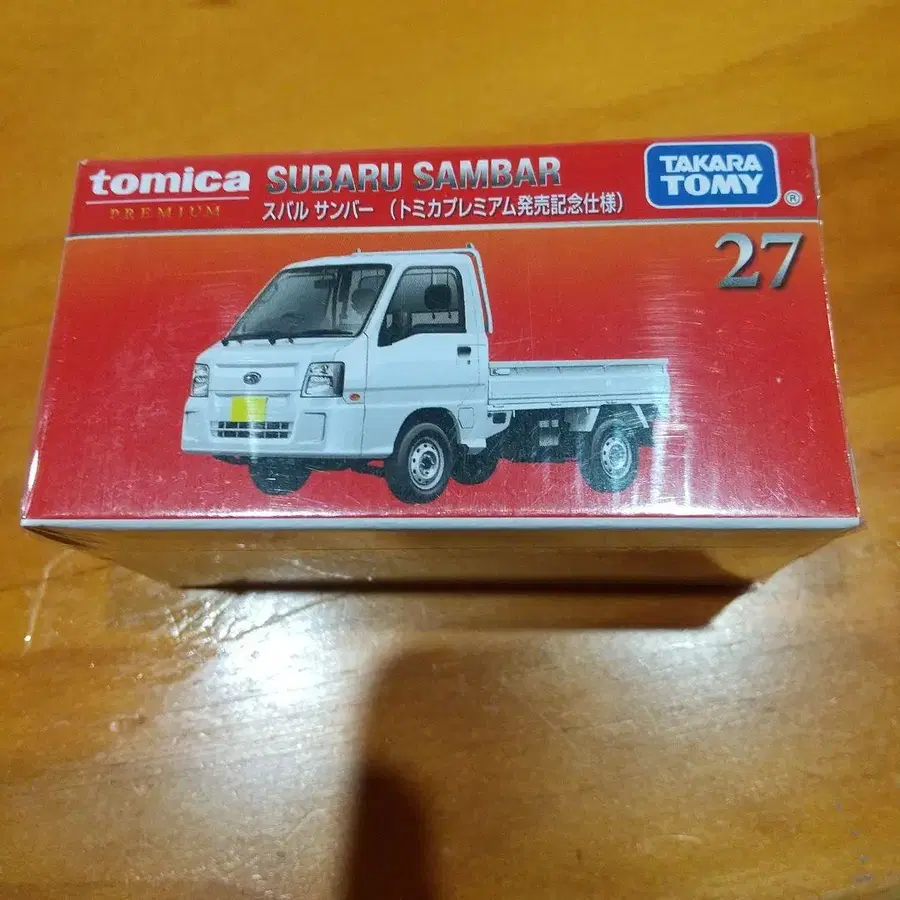 tomica
PREMIUM
SUBARU SAMBAR
スバル サンバー (トミカプレミアム発売記念仕様)
TAKARA
TOMY
®
27